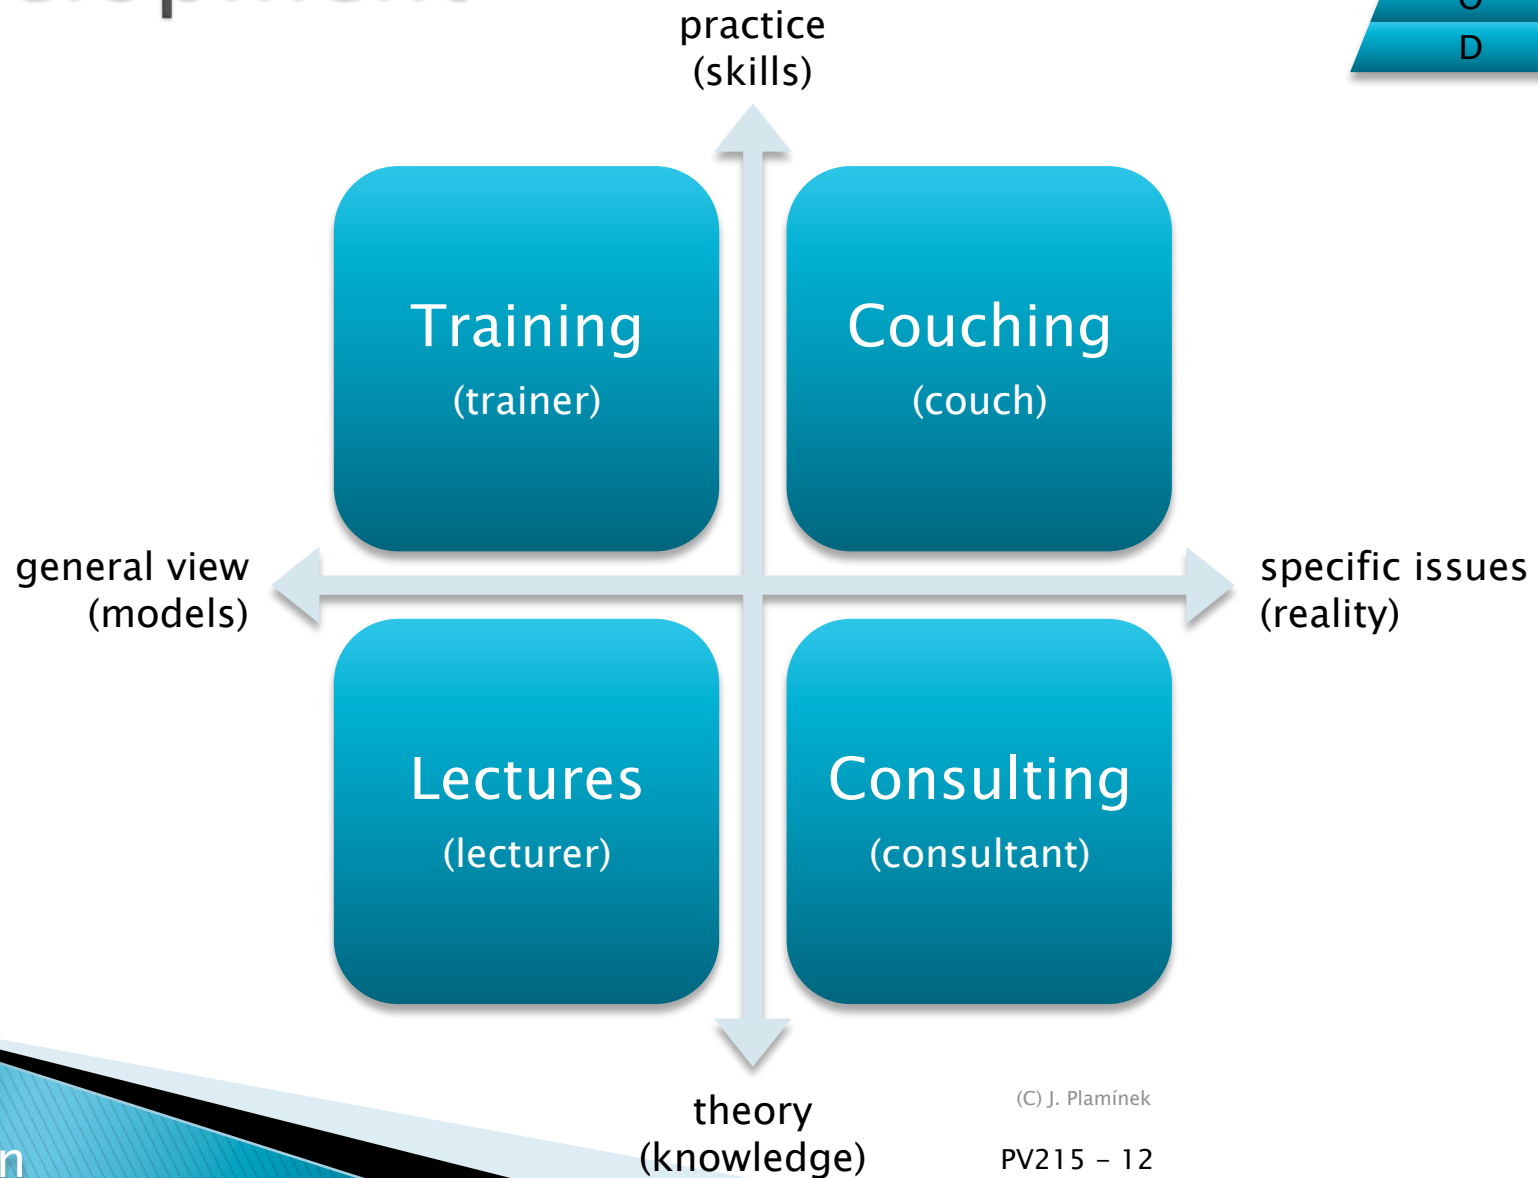 practice
(skills)
D
Training
(trainer)
Couching
(couch)
general view
(models)
specific issues
(reality)
Lectures
(lecturer)
Consulting
(consultant)
theory
(knowledge)
(C) J. Plamínek
PV215 – 12